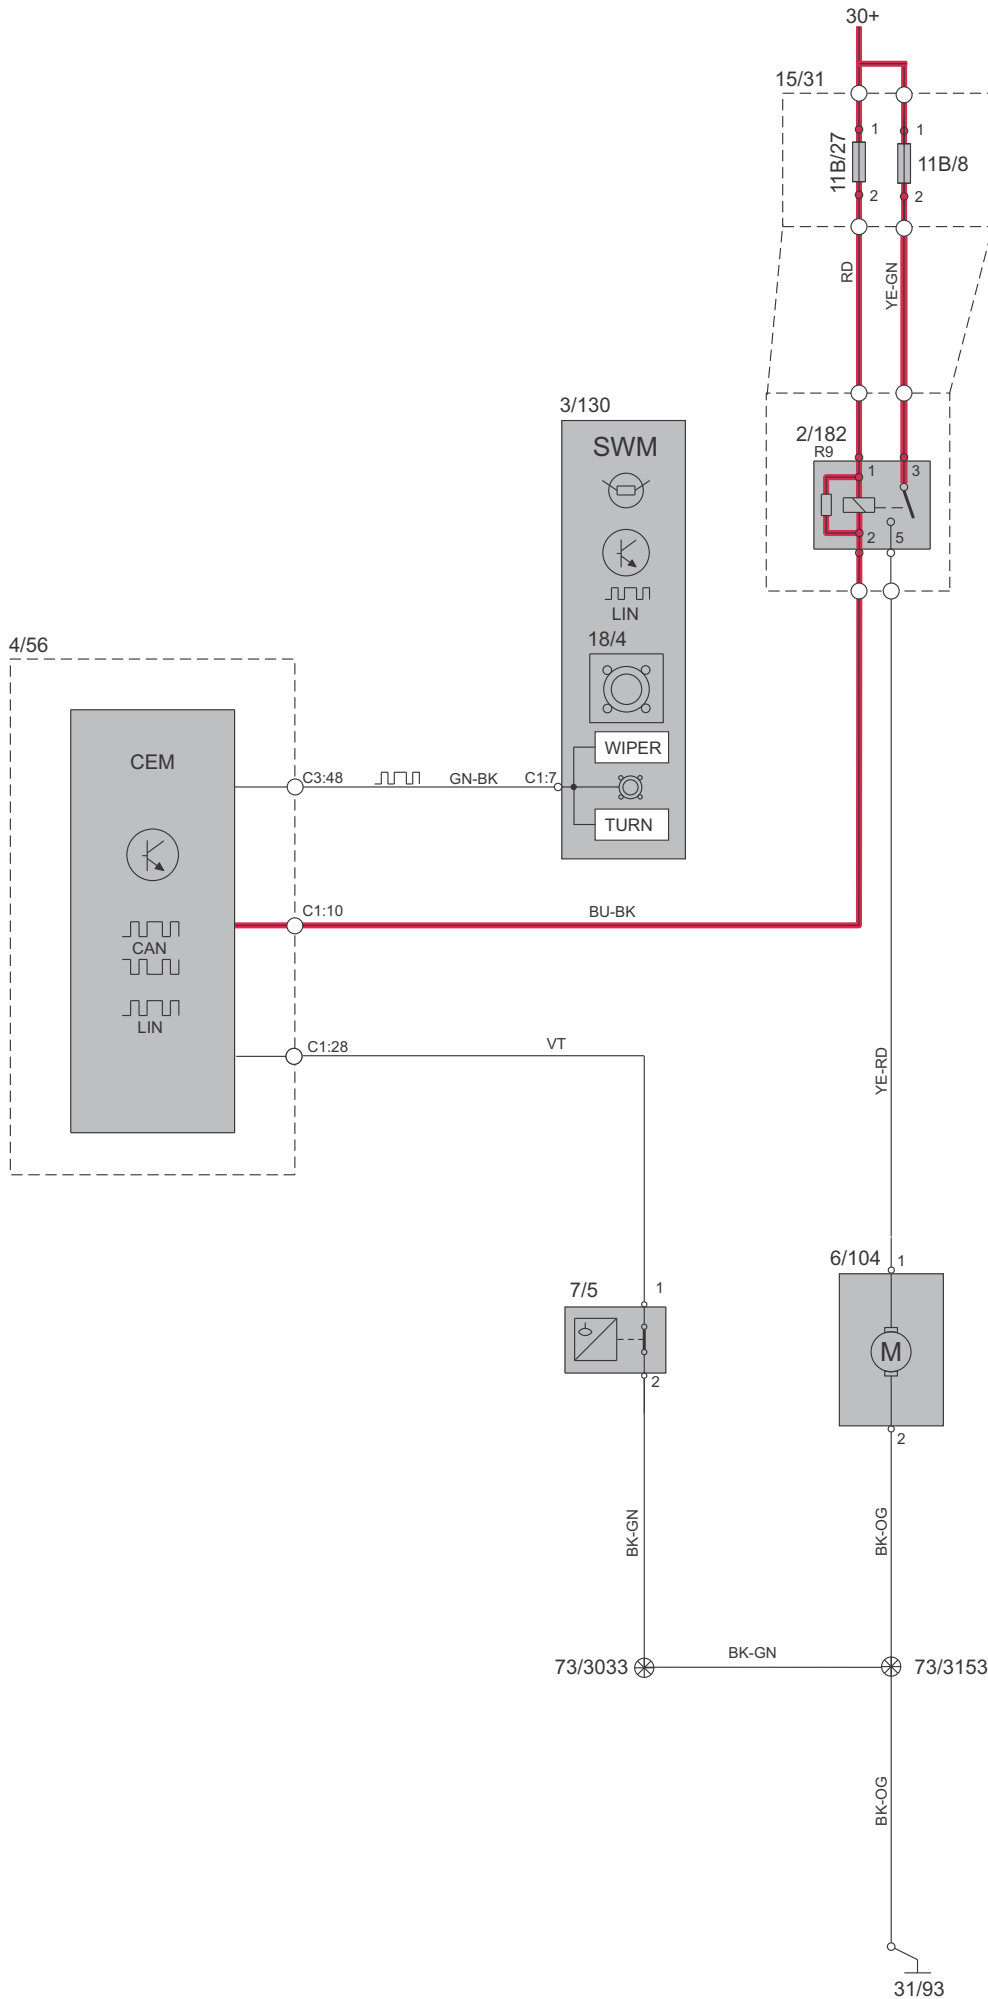 30+
15/31
1
1
11B/27
11B/8
2
2
RD
YE-GN
3/130
SWM
2/182
R9
1
3
2
5
LIN
18/4
4/56
WIPER
CEM
C3:48
GN-BK
C1:7
TURN
C1:10
BU-BK
CAN
LIN
C1:28
VT
YE-RD
6/104
1
7/5
1
M
2
2
BK-GN
BK-OG
73/3033
BK-GN
73/3153
BK-OG
31/93